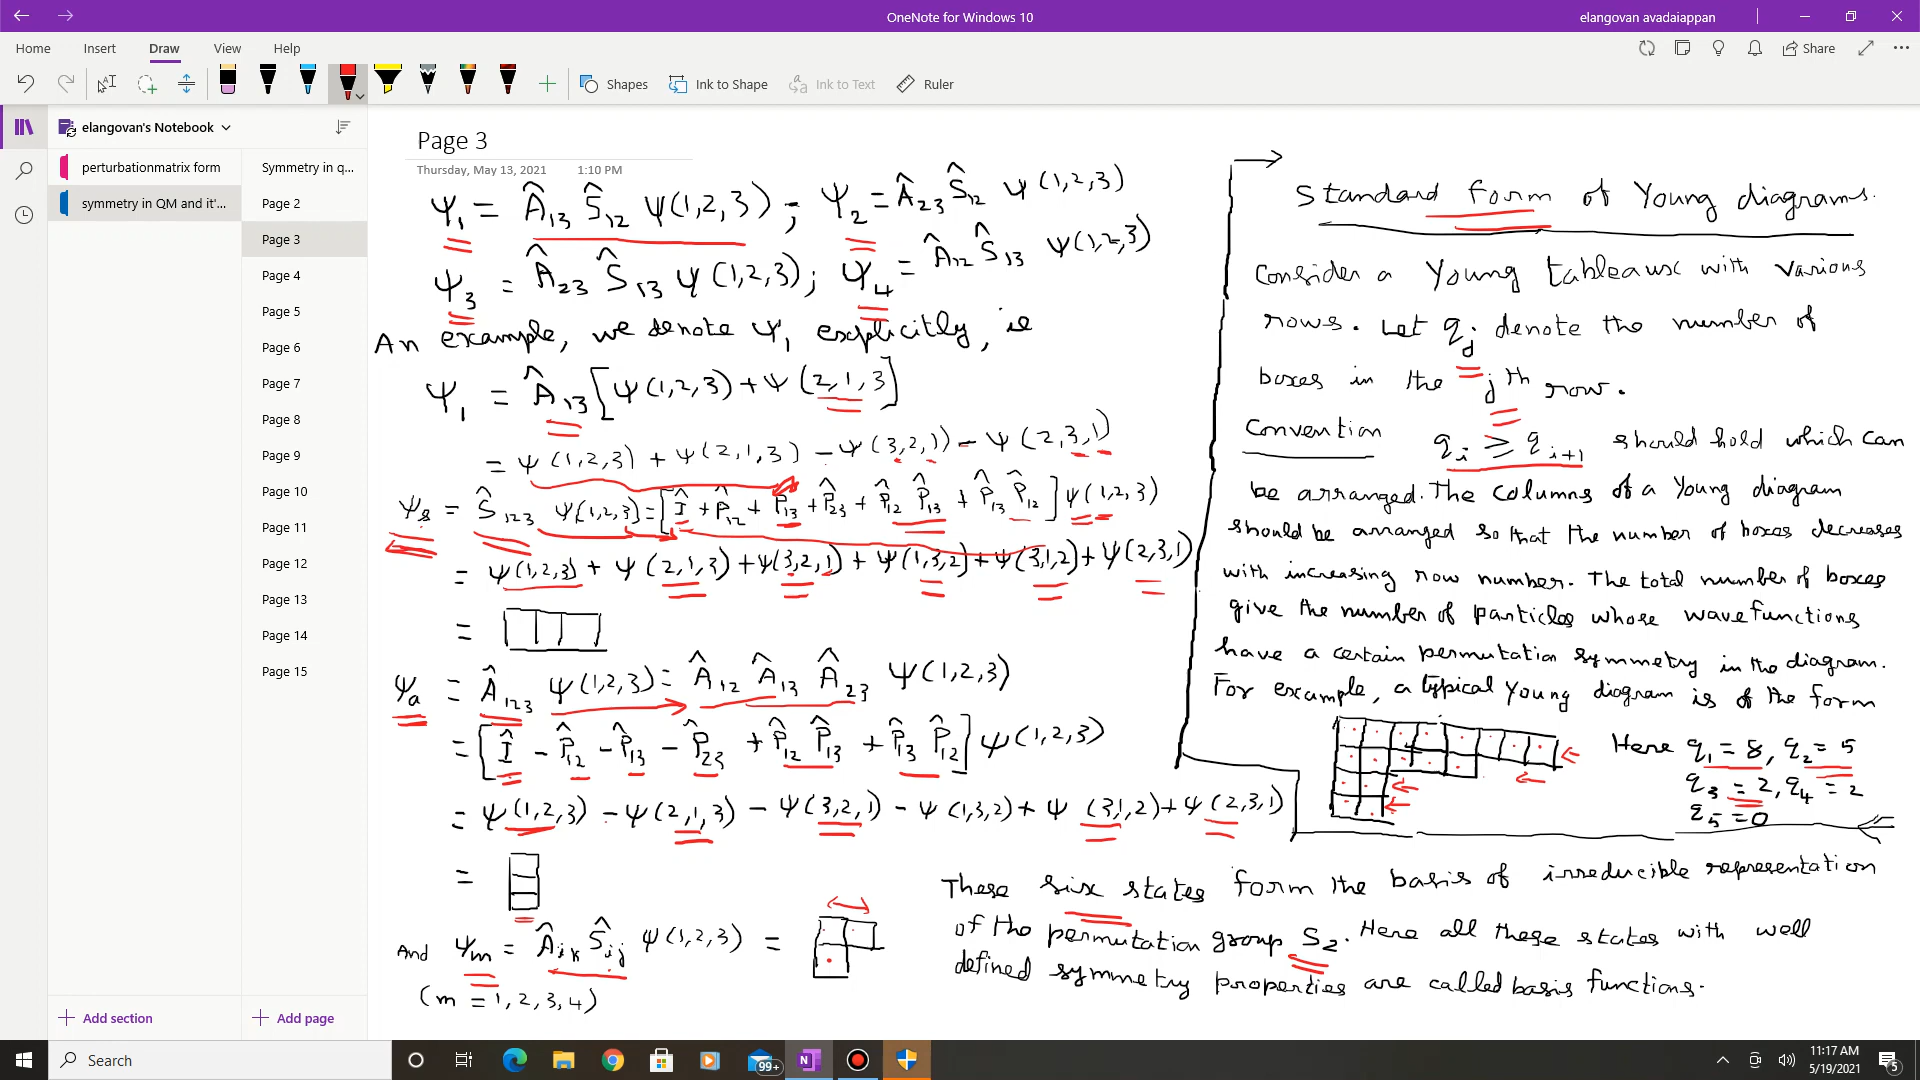 OneNote for Windows 10
elangovan avadaiappan
Home Insert Draw View Help
Share
Shapes Ink to Shape Ink to Text Ruler
elangovan's Notebook
perturbationmatrix form
symmetry in QM and it'...
Symmetry in q...
Page 2
Page 3
Page 4
Page 5
Page 6
Page 7
Page 8
Page 9
Page 10
Page 11
Page 12
Page 13
Page 14
Page 15
Add section
Add page
Page 3
Thursday, May 13, 2021 1:10 PM
Ψ₁ = Â₁₃ Ŝ₁₂ Ψ(1,2,3) ; Ψ₂ = Â₂₃ Ŝ₁₂ Ψ(1,2,3)
Ψ₃ = Â₂₃ Ŝ₁₃ Ψ(1,2,3); Ψ₄ = Â₁₂ Ŝ₁₃ Ψ(1,2,3)
An example, we denote Ψ₁ explicitly, ie
Ψ₁ = Â₁₃ [Ψ(1,2,3) + Ψ(2,1,3)]
= Ψ(1,2,3) + Ψ(2,1,3) - Ψ(3,2,1) - Ψ(2,3,1)
Ψₛ = Ŝ₁₂₃ Ψ(1,2,3) = [Î + P̂₁₂ + P̂₁₃ + P̂₂₃ + P̂₁₂ P̂₁₃ + P̂₁₃ P̂₁₂] Ψ(1,2,3)
= Ψ(1,2,3) + Ψ(2,1,3) + Ψ(3,2,1) + Ψ(1,3,2) + Ψ(3,1,2) + Ψ(2,3,1)
=
Ψₐ = Â₁₂₃ Ψ(1,2,3) = Â₁₂ Â₁₃ Â₂₃ Ψ(1,2,3)
= [Î - P̂₁₂ - P̂₁₃ - P̂₂₃ + P̂₁₂ P̂₁₃ + P̂₁₃ P̂₁₂] Ψ(1,2,3)
= Ψ(1,2,3) - Ψ(2,1,3) - Ψ(3,2,1) - Ψ(1,3,2) + Ψ(3,1,2) + Ψ(2,3,1)
=
And Ψₘ = Âᵢₖ Ŝᵢⱼ Ψ(1,2,3) =
(m = 1, 2, 3, 4)
Standard form of Young diagrams.
Consider a Young tableaux with various
rows. Let qⱼ denote the number of
boxes in the jth row.
Convention qᵢ ≥ qᵢ₊₁ should hold which can
be arranged. The columns of a Young diagram
should be arranged so that the number of boxes decreases
with increasing row number. The total number of boxes
give the number of particles whose wavefunctions
have a certain permutation symmetry in the diagram.
For example, a typical Young diagram is of the form
Here q₁ = 8, q₂ = 5
q₃ = 2, q₄ = 2
q₅ = 0
These six states form the basis of irreducible representation
of the permutation group S₂. Here all these states with well
defined symmetry properties are called basis functions.
Search
99+
11:17 AM
5/19/2021
5